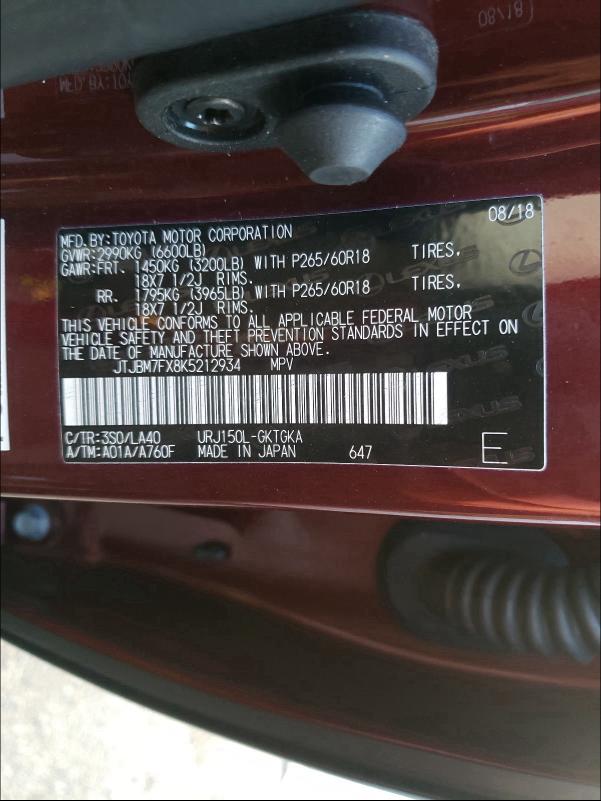 08/18
MFD.BY:TOYOTA MOTOR CORPORATION 08/18
GVWR:2990KG (6600LB)
GAWR:FRT. 1450KG (3200LB) WITH P265/60R18 TIRES,
18X7 1/2J RIMS.
RR. 1795KG (3965LB) WITH P265/60R18 TIRES,
18X7 1/2J RIMS.
THIS VEHICLE CONFORMS TO ALL APPLICABLE FEDERAL MOTOR
VEHICLE SAFETY AND THEFT PREVENTION STANDARDS IN EFFECT ON
THE DATE OF MANUFACTURE SHOWN ABOVE.
JTJBM7FX8K5212934 MPV
C/TR:3S0/LA40 URJ150L-GKTGKA
A/TM:A01A/A760F MADE IN JAPAN 647 E
LEXUS